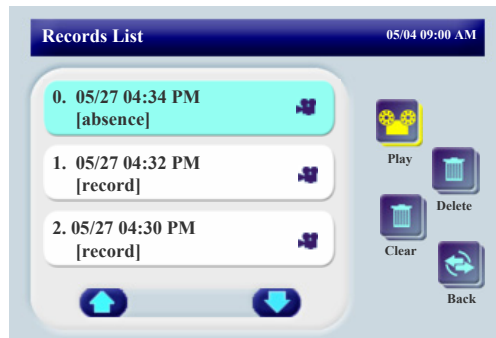 Records List
05/04 09:00 AM
0. 05/27 04:34 PM
[absence]
1. 05/27 04:32 PM
[record]
2. 05/27 04:30 PM
[record]
Play
Delete
Clear
Back